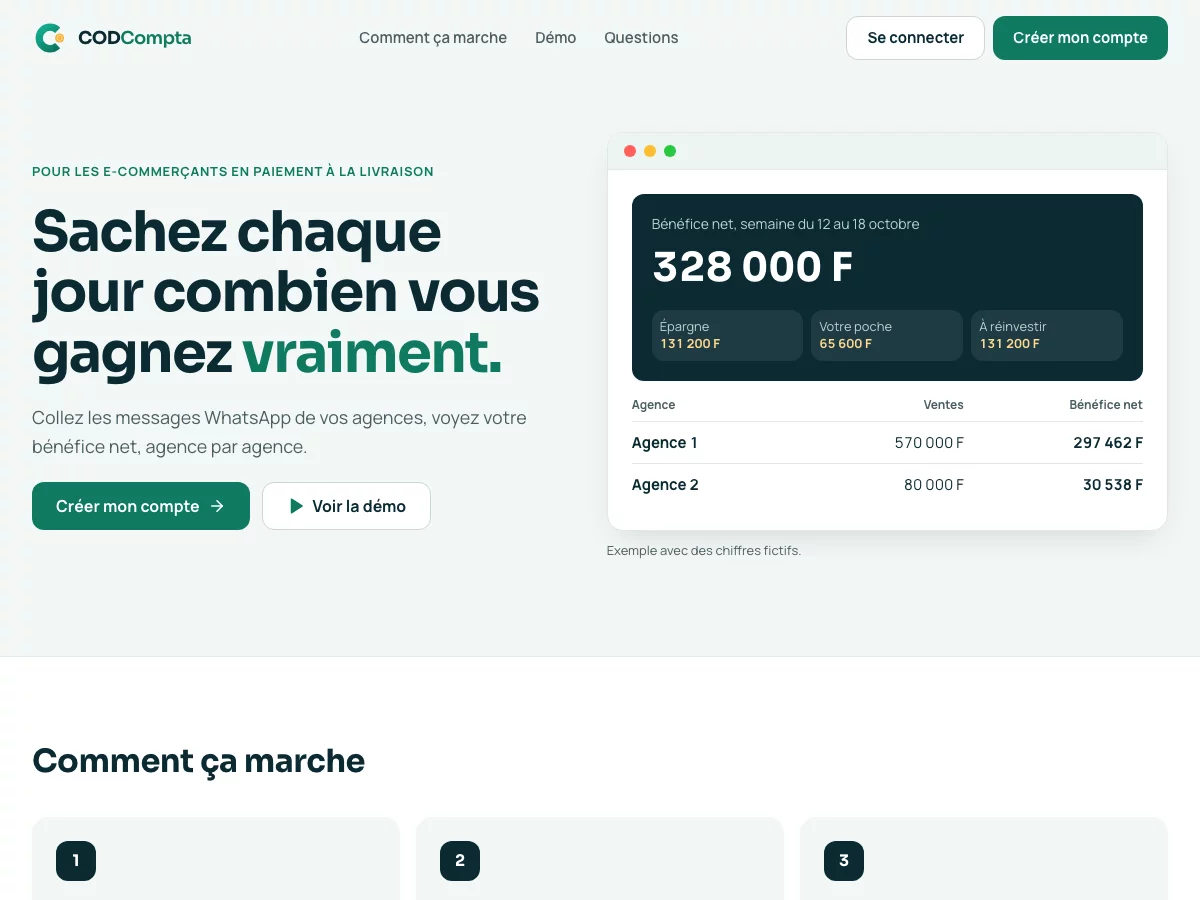 CODCompta
Comment ça marche
Démo
Questions
Se connecter
Créer mon compte
POUR LES E-COMMERÇANTS EN PAIEMENT À LA LIVRAISON
Sachez chaque
jour combien vous
gagnez vraiment.
Collez les messages WhatsApp de vos agences, voyez votre
bénéfice net, agence par agence.
Créer mon compte
Voir la démo
Bénéfice net, semaine du 12 au 18 octobre
328 000 F
Épargne
131 200 F
Votre poche
65 600 F
À réinvestir
131 200 F
Agence Ventes Bénéfice net
Agence 1 570 000 F 297 462 F
Agence 2 80 000 F 30 538 F
Exemple avec des chiffres fictifs.
Comment ça marche
1
2
3